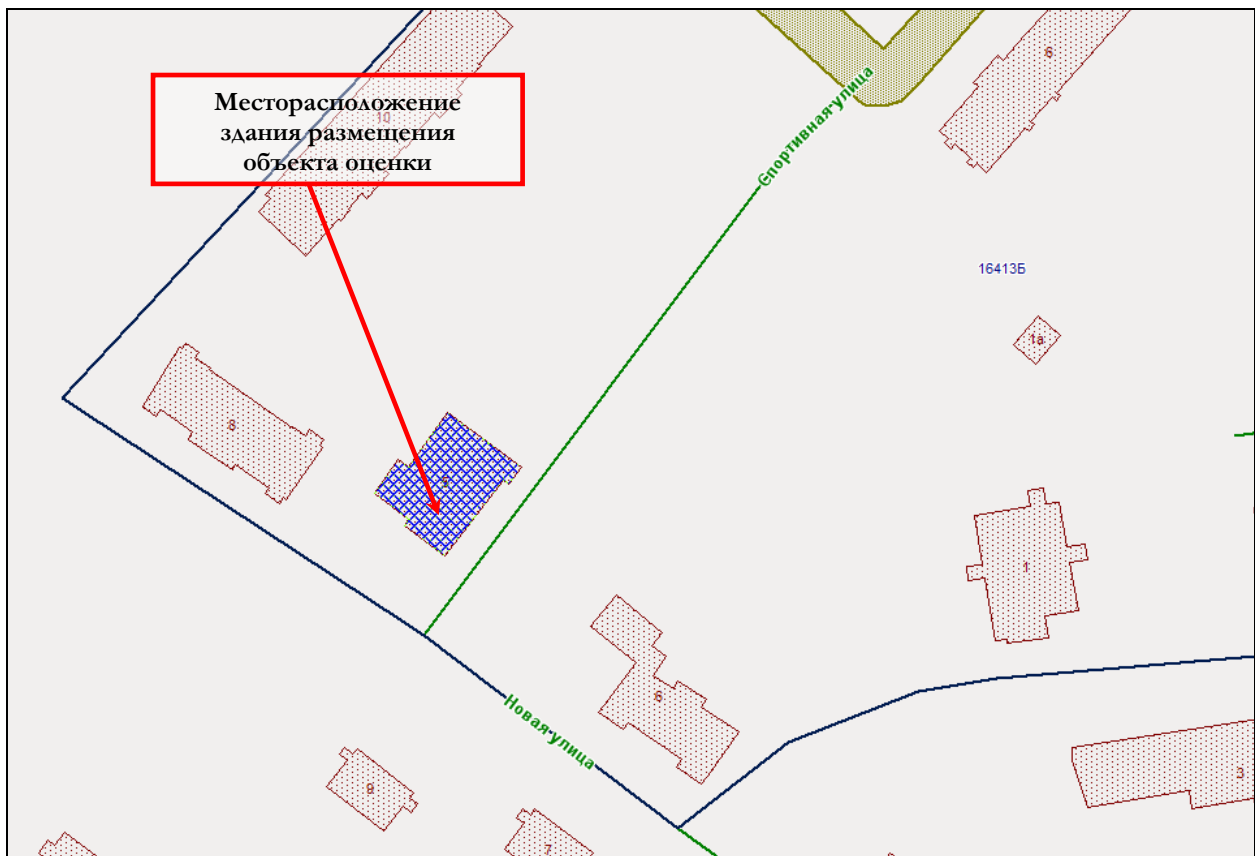 6
Месторасположение
здания размещения
объекта оценки
10
Спортивная улица
16413Б
1а
8
1
6
Новая улица
9
3
7